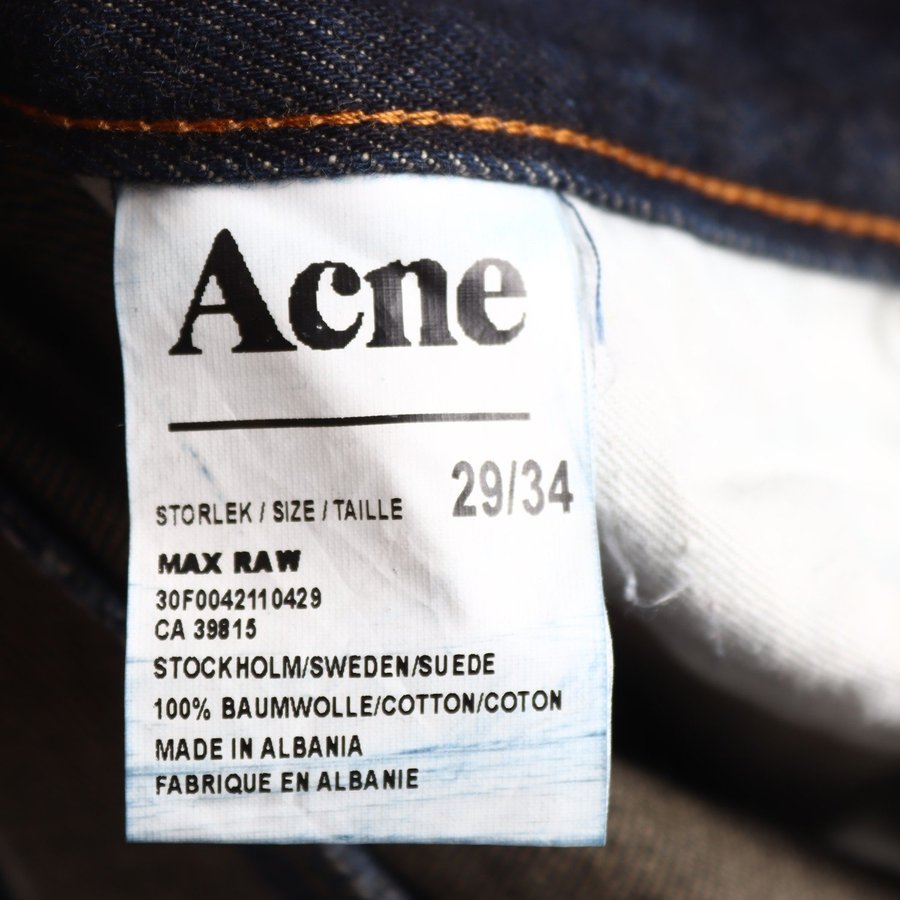 Acne
29/34
STORLEK / SIZE / TAILLE
MAX RAW
30F0042110429
CA 39815
STOCKHOLM/SWEDEN/SUEDE
100% BAUMWOLLE/COTTON/COTON
MADE IN ALBANIA
FABRIQUE EN ALBANIE